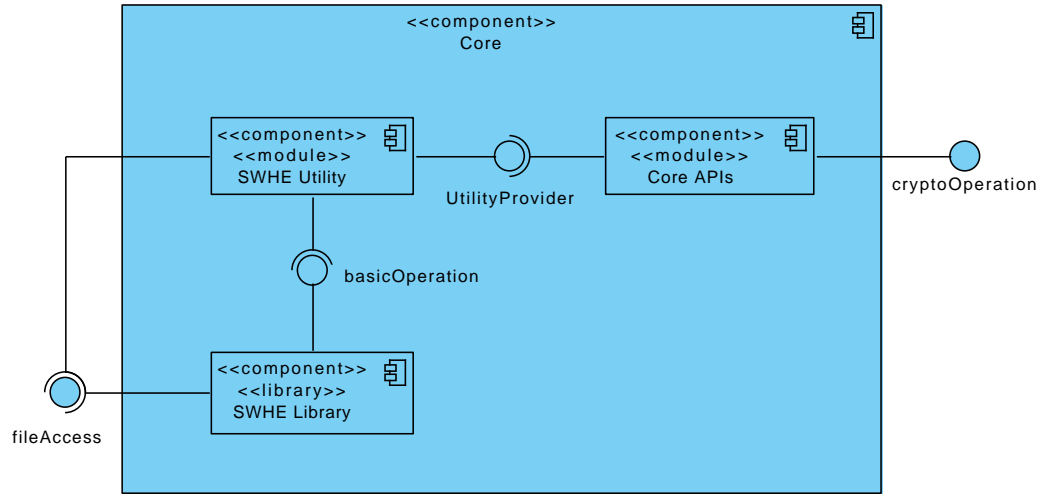 <<component>>
Core
<<component>>
<<module>>
SWHE Utility
<<component>>
<<module>>
Core APIs
UtilityProvider
cryptoOperation
basicOperation
<<component>>
<<library>>
SWHE Library
fileAccess